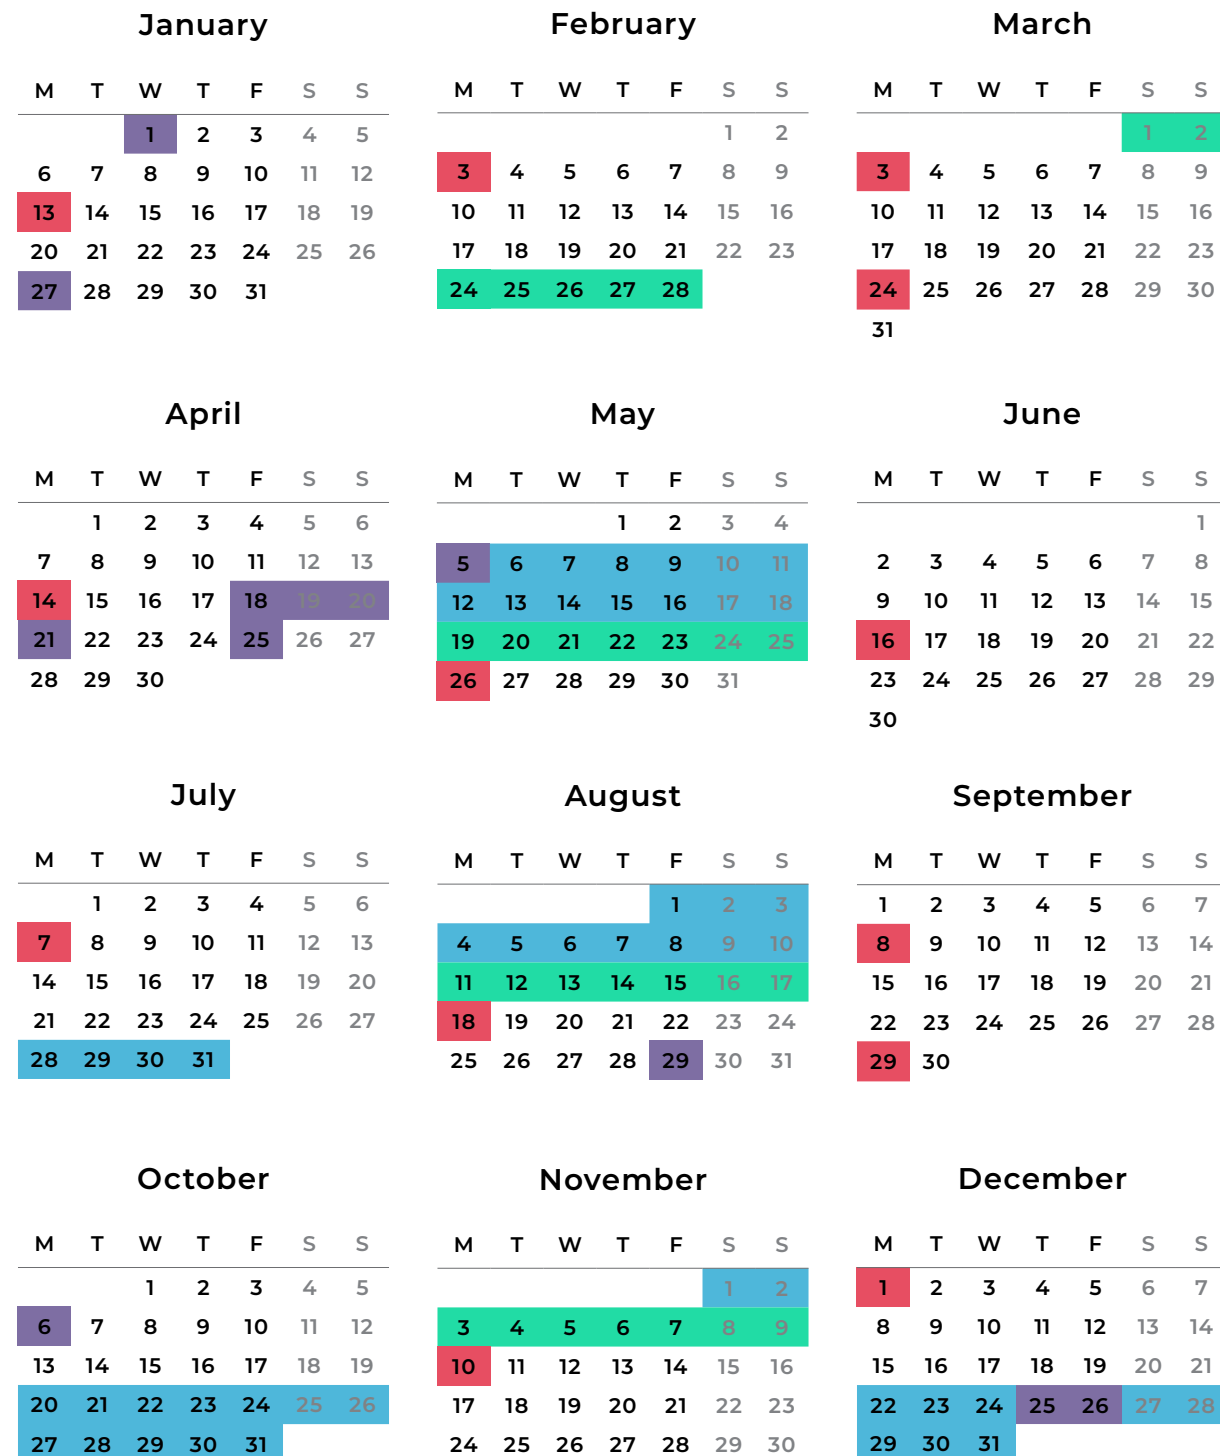 January
M T W T F S S
1 2 3 4 5
6 7 8 9 10 11 12
13 14 15 16 17 18 19
20 21 22 23 24 25 26
27 28 29 30 31
February
M T W T F S S
1 2
3 4 5 6 7 8 9
10 11 12 13 14 15 16
17 18 19 20 21 22 23
24 25 26 27 28
March
M T W T F S S
1 2
3 4 5 6 7 8 9
10 11 12 13 14 15 16
17 18 19 20 21 22 23
24 25 26 27 28 29 30
31
April
M T W T F S S
1 2 3 4 5 6
7 8 9 10 11 12 13
14 15 16 17 18 19 20
21 22 23 24 25 26 27
28 29 30
May
M T W T F S S
1 2 3 4
5 6 7 8 9 10 11
12 13 14 15 16 17 18
19 20 21 22 23 24 25
26 27 28 29 30 31
June
M T W T F S S
1
2 3 4 5 6 7 8
9 10 11 12 13 14 15
16 17 18 19 20 21 22
23 24 25 26 27 28 29
30
July
M T W T F S S
1 2 3 4 5 6
7 8 9 10 11 12 13
14 15 16 17 18 19 20
21 22 23 24 25 26 27
28 29 30 31
August
M T W T F S S
1 2 3
4 5 6 7 8 9 10
11 12 13 14 15 16 17
18 19 20 21 22 23 24
25 26 27 28 29 30 31
September
M T W T F S S
1 2 3 4 5 6 7
8 9 10 11 12 13 14
15 16 17 18 19 20 21
22 23 24 25 26 27 28
29 30
October
M T W T F S S
1 2 3 4 5
6 7 8 9 10 11 12
13 14 15 16 17 18 19
20 21 22 23 24 25 26
27 28 29 30 31
November
M T W T F S S
1 2
3 4 5 6 7 8 9
10 11 12 13 14 15 16
17 18 19 20 21 22 23
24 25 26 27 28 29 30
December
M T W T F S S
1 2 3 4 5 6 7
8 9 10 11 12 13 14
15 16 17 18 19 20 21
22 23 24 25 26 27 28
29 30 31